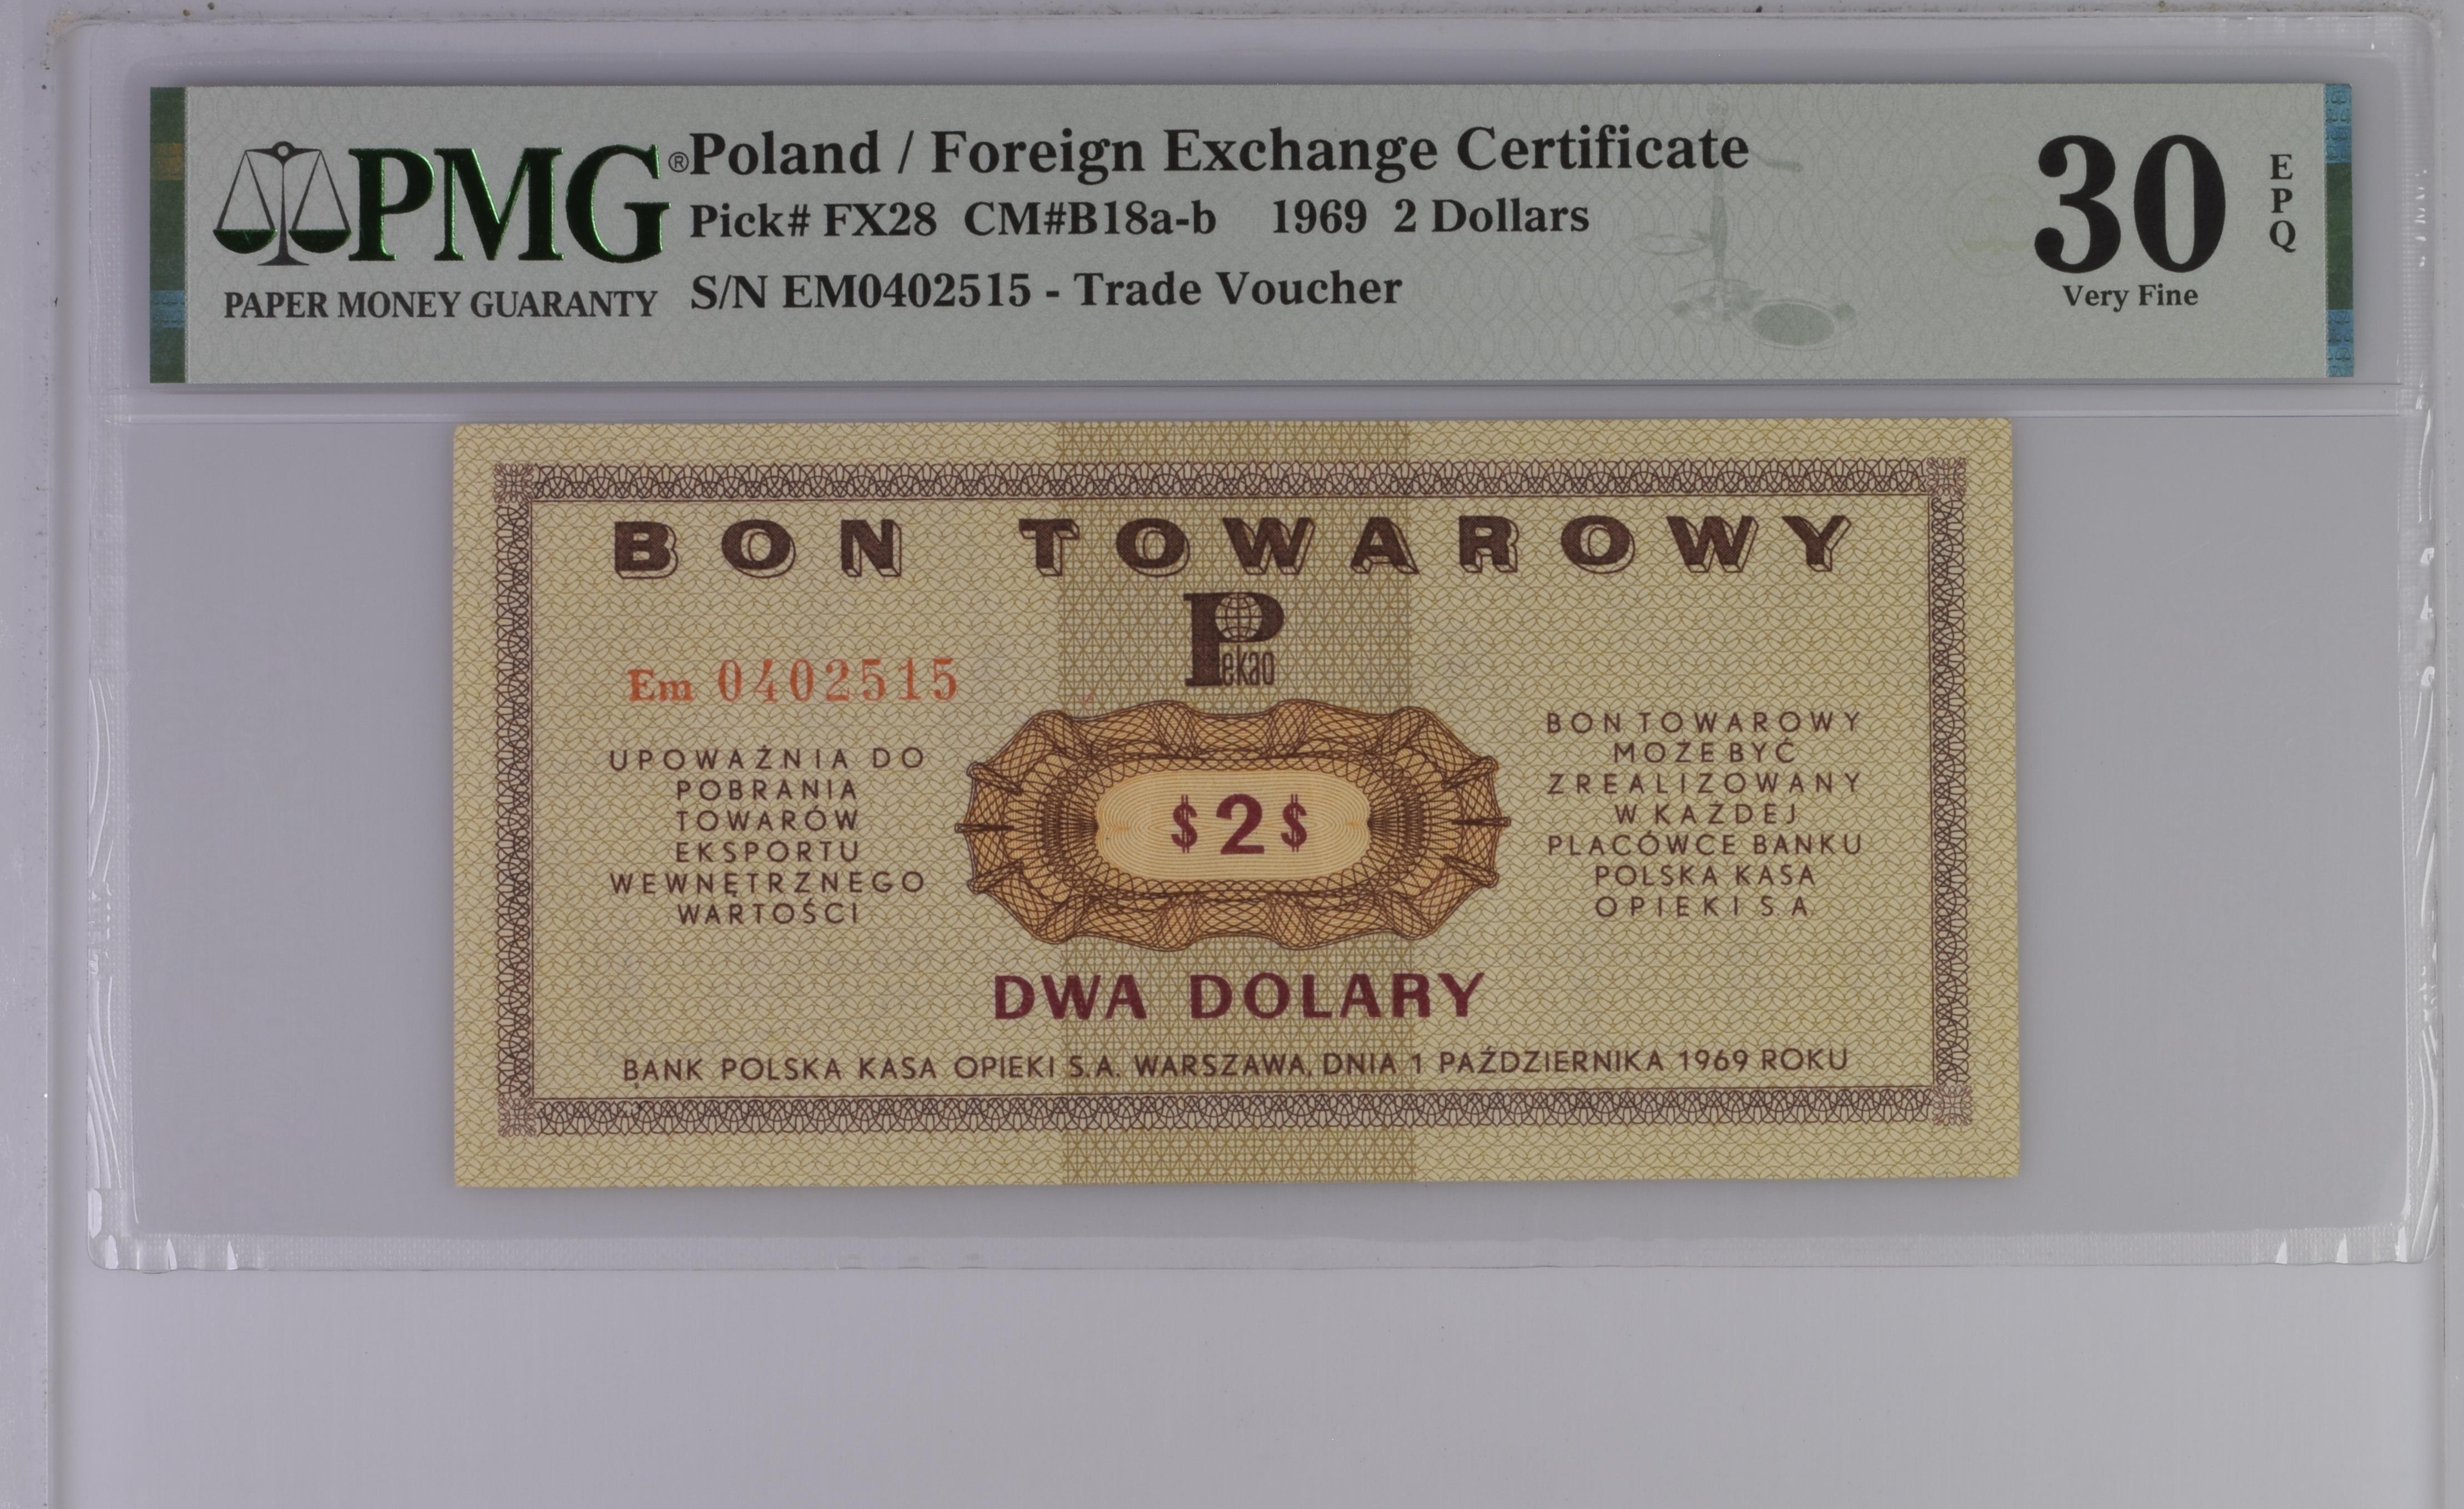 PMG® Poland / Foreign Exchange Certificate
Pick# FX28 CM#B18a-b 1969 2 Dollars
S/N EM0402515 - Trade Voucher
PAPER MONEY GUARANTY
30
EPQ
Very Fine
BON TOWAROWY
Pekao
Em 0402515
UPOWAŻNIA DO
POBRANIA
TOWARÓW
EKSPORTU
WEWNĘTRZNEGO
WARTOŚCI
$2$
BON TOWAROWY
MOŻE BYĆ
ZREALIZOWANY
W KAŻDEJ
PLACÓWCE BANKU
POLSKA KASA
OPIEKI S.A.
DWA DOLARY
BANK POLSKA KASA OPIEKI S.A. WARSZAWA, DNIA 1 PAŹDZIERNIKA 1969 ROKU